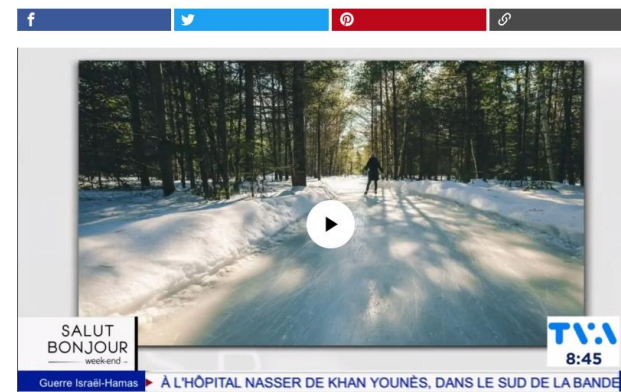 SALUT
BONJOUR
week-end
TVA
8:45
Guerre Israël-Hamas
À L'HÔPITAL NASSER DE KHAN YOUNÈS, DANS LE SUD DE LA BANDE